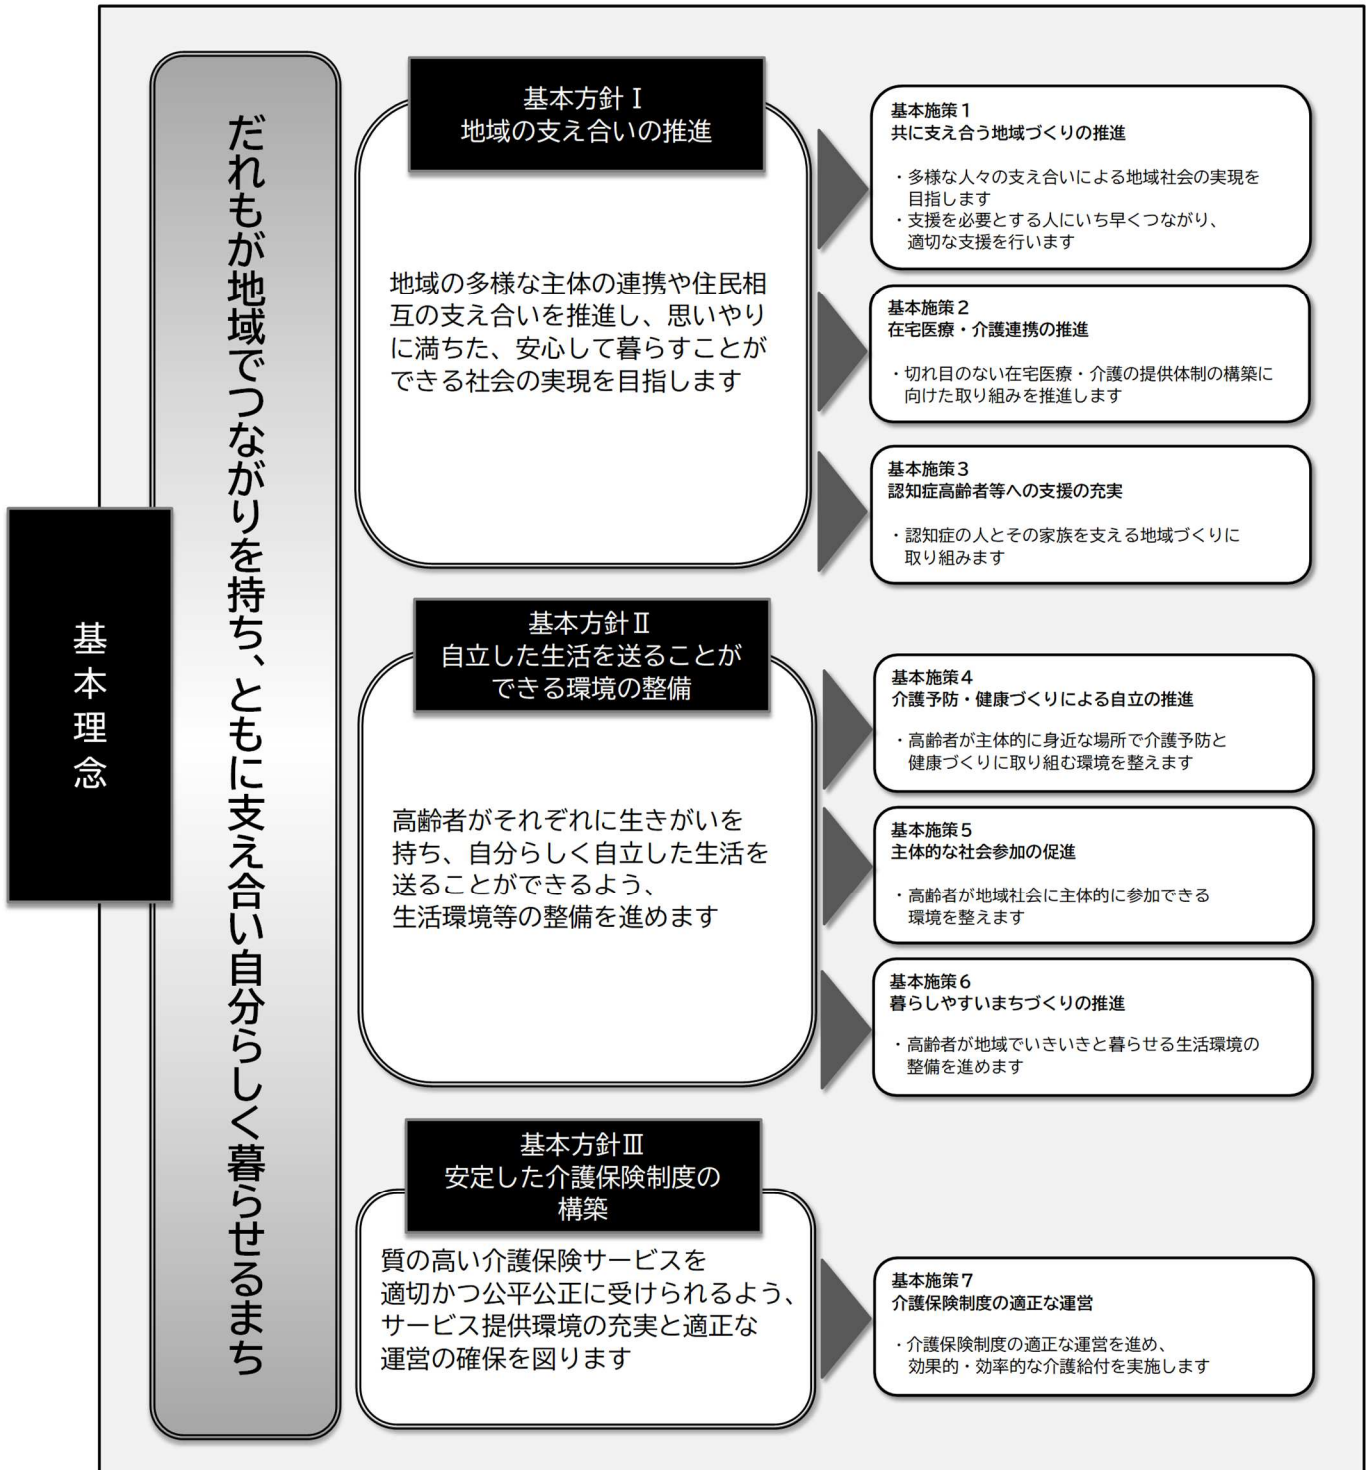 基本理念
だれもが地域でつながりを持ち、ともに支え合い自分らしく暮らせるまち
基本方針Ⅰ
地域の支え合いの推進
地域の多様な主体の連携や住民相
互の支え合いを推進し、思いやり
に満ちた、安心して暮らすことが
できる社会の実現を目指します
基本施策1
共に支え合う地域づくりの推進
・多様な人々の支え合いによる地域社会の実現を
目指します
・支援を必要とする人にいち早くつながり、
適切な支援を行います
基本施策2
在宅医療・介護連携の推進
・切れ目のない在宅医療・介護の提供体制の構築に
向けた取り組みを推進します
基本施策3
認知症高齢者等への支援の充実
・認知症の人とその家族を支える地域づくりに
取り組みます
基本方針Ⅱ
自立した生活を送ることが
できる環境の整備
高齢者がそれぞれに生きがいを
持ち、自分らしく自立した生活を
送ることができるよう、
生活環境等の整備を進めます
基本施策4
介護予防・健康づくりによる自立の推進
・高齢者が主体的に身近な場所で介護予防と
健康づくりに取り組む環境を整えます
基本施策5
主体的な社会参加の促進
・高齢者が地域社会に主体的に参加できる
環境を整えます
基本施策6
暮らしやすいまちづくりの推進
・高齢者が地域でいきいきと暮らせる生活環境の
整備を進めます
基本方針Ⅲ
安定した介護保険制度の
構築
質の高い介護保険サービスを
適切かつ公平公正に受けられるよう、
サービス提供環境の充実と適正な
運営の確保を図ります
基本施策7
介護保険制度の適正な運営
・介護保険制度の適正な運営を進め、
効果的・効率的な介護給付を実施します